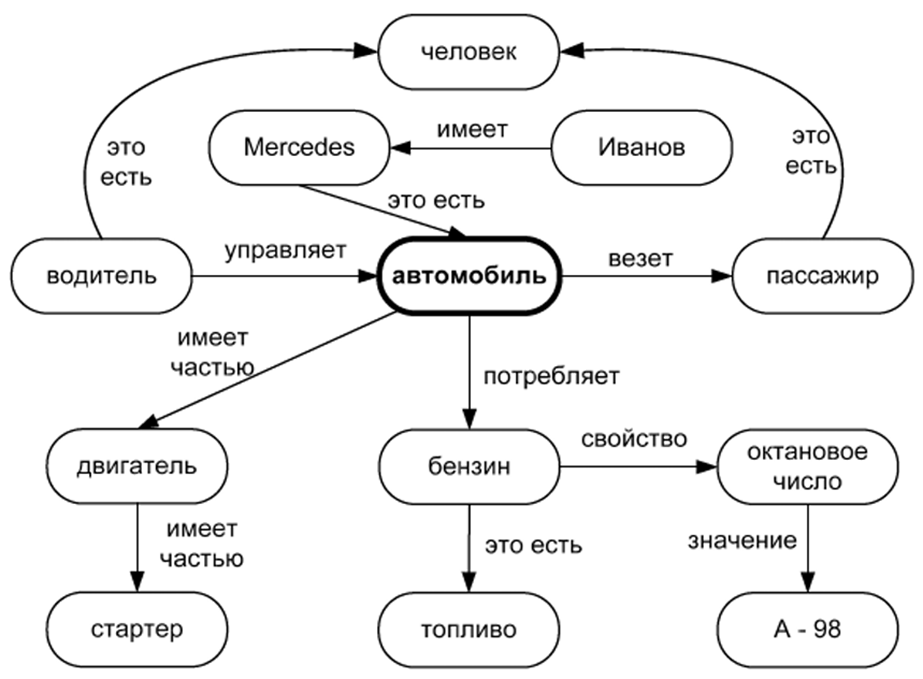 человек
это
есть
Mercedes
имеет
Иванов
это
есть
это есть
водитель
управляет
автомобиль
везет
пассажир
имеет
частью
потребляет
двигатель
бензин
свойство
октановое
число
имеет
частью
это есть
значение
стартер
топливо
А - 98